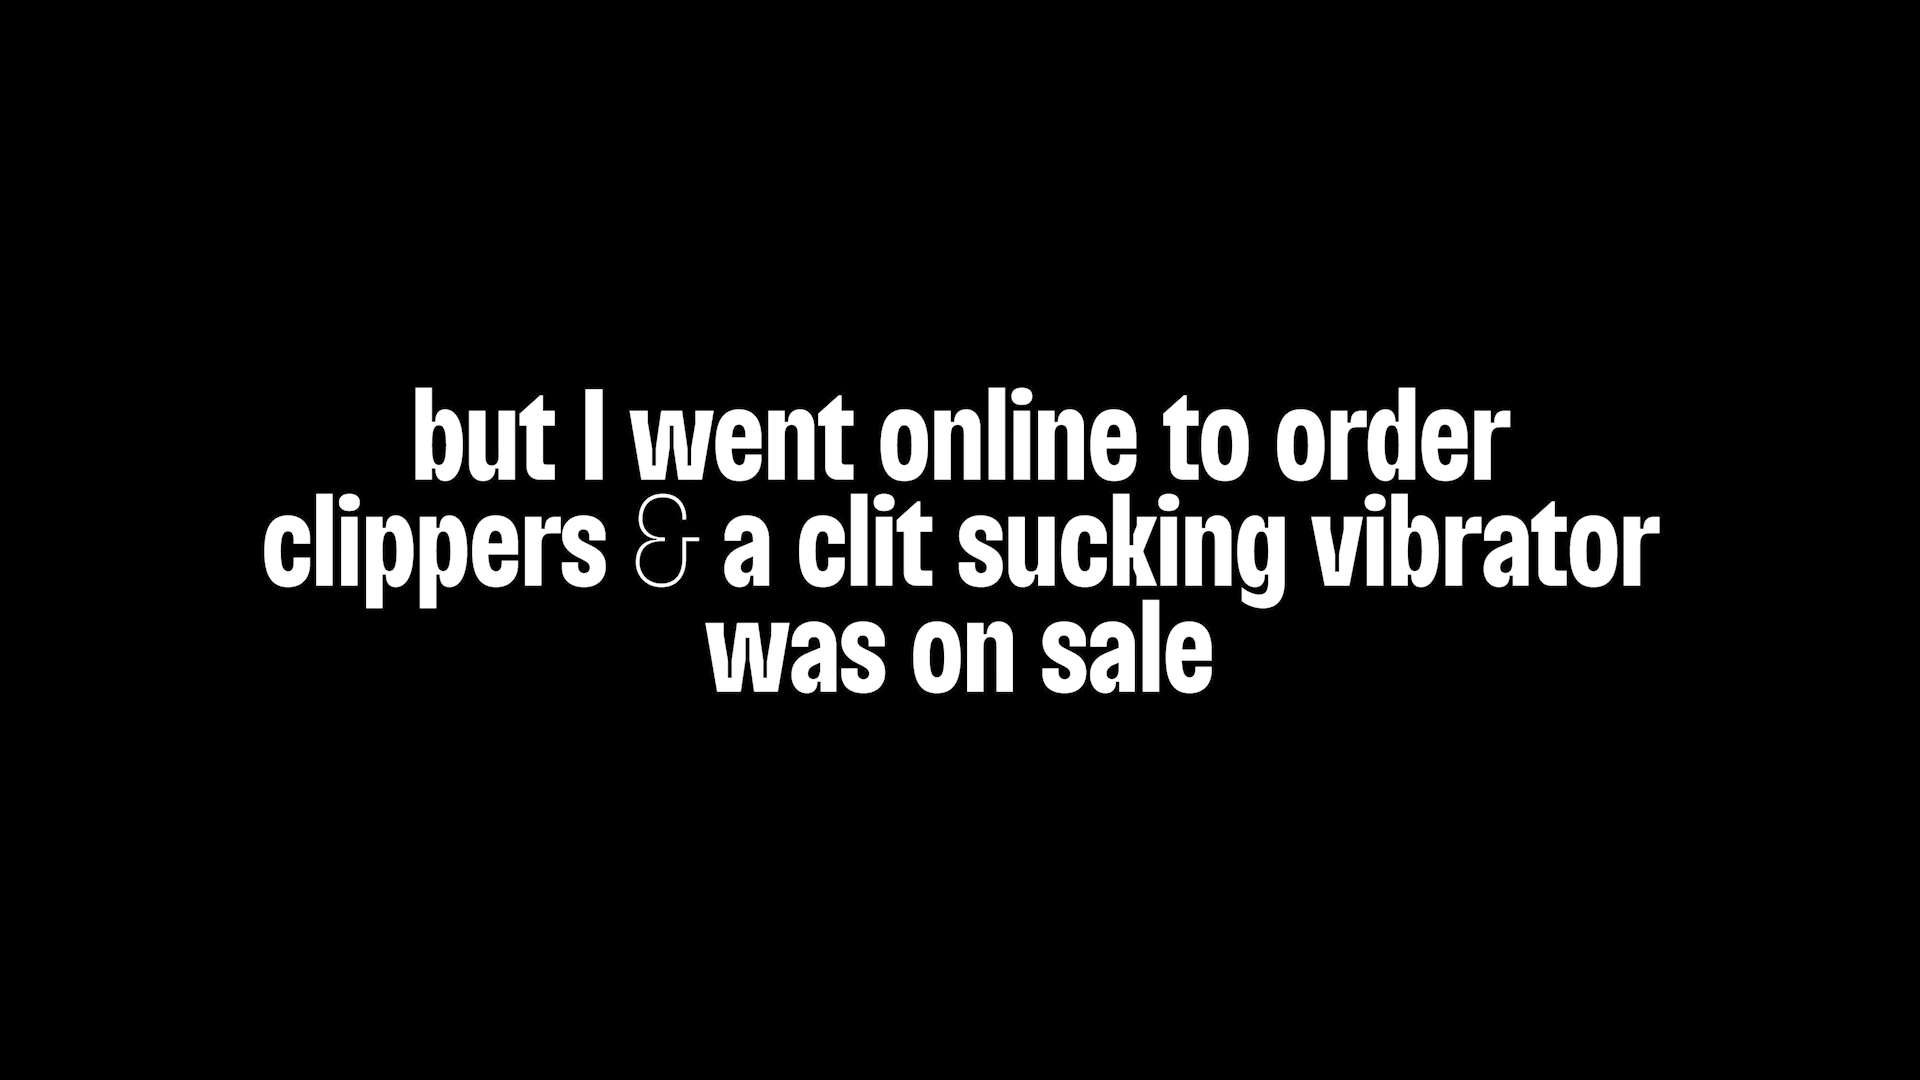 but I went online to order
clippers & a clit sucking vibrator
was on sale